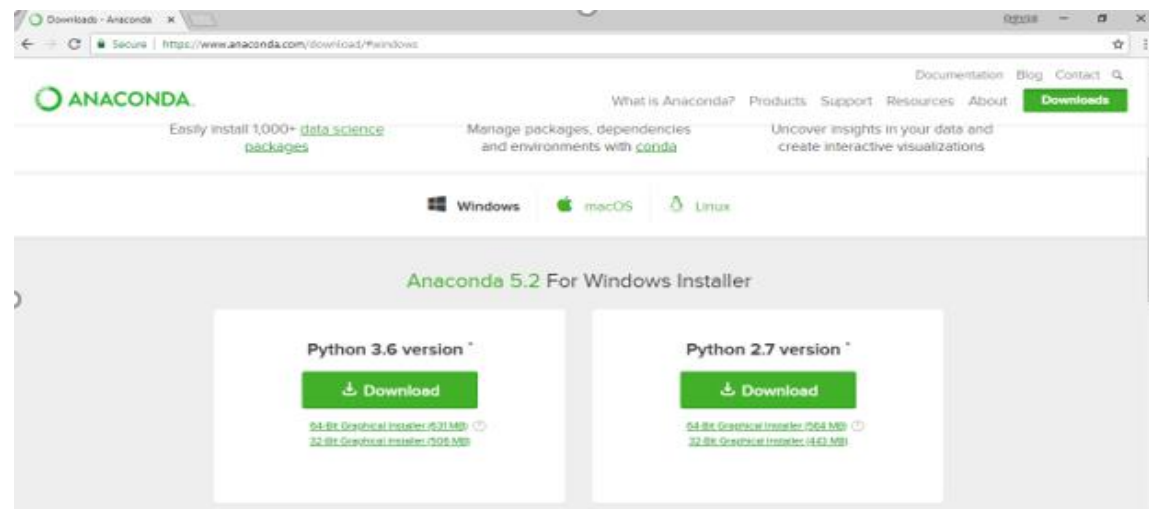 Downloads - Anaconda
Secure | https://www.anaconda.com/download/#windows
Documentation Blog Contact
ANACONDA.
What is Anaconda? Products Support Resources About Downloads
Easily install 1,000+ data science packages
Manage packages, dependencies and environments with conda
Uncover insights in your data and create interactive visualizations
Windows macOS Linux
Anaconda 5.2 For Windows Installer
Python 3.6 version *
Download
64-Bit Graphical Installer (631 MB) ?
32-Bit Graphical Installer (506 MB)
Python 2.7 version *
Download
64-Bit Graphical Installer (564 MB) ?
32-Bit Graphical Installer (443 MB)